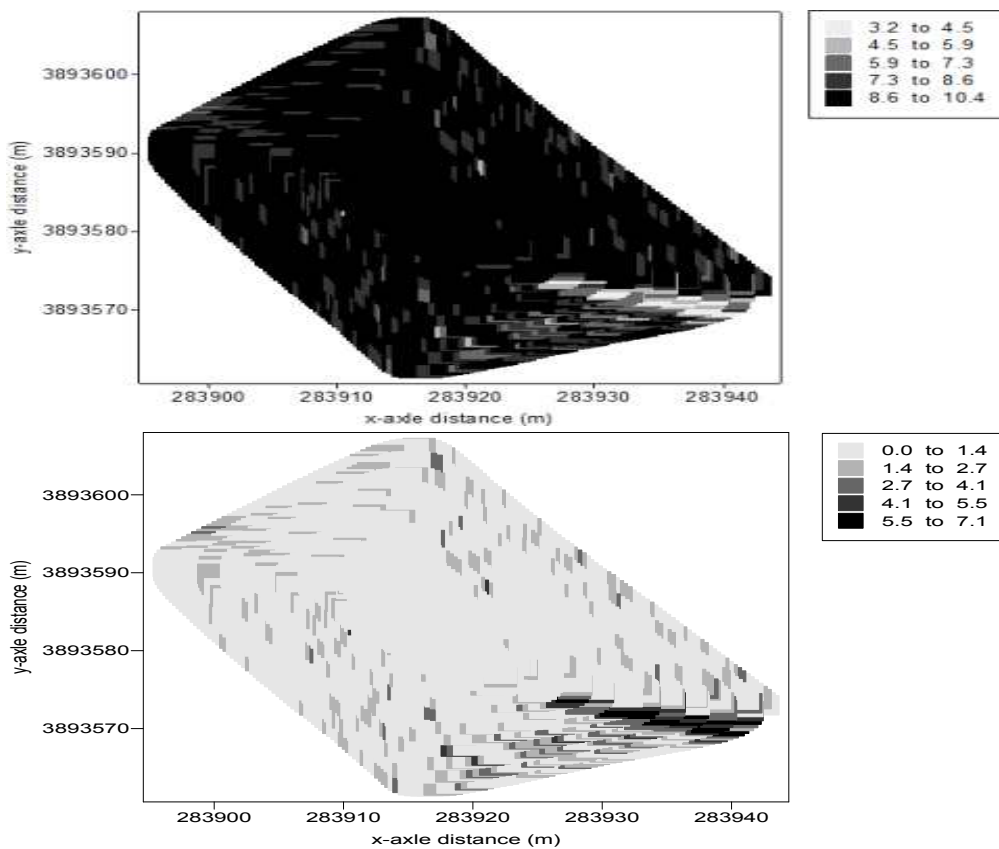 3.2 to 4.5
4.5 to 5.9
5.9 to 7.3
7.3 to 8.6
8.6 to 10.4
3893600
3893590
3893580
3893570
y-axle distance (m)
283900 283910 283920 283930 283940
x-axle distance (m)
0.0 to 1.4
1.4 to 2.7
2.7 to 4.1
4.1 to 5.5
5.5 to 7.1
3893600
3893590
3893580
3893570
y-axle distance (m)
283900 283910 283920 283930 283940
x-axle distance (m)